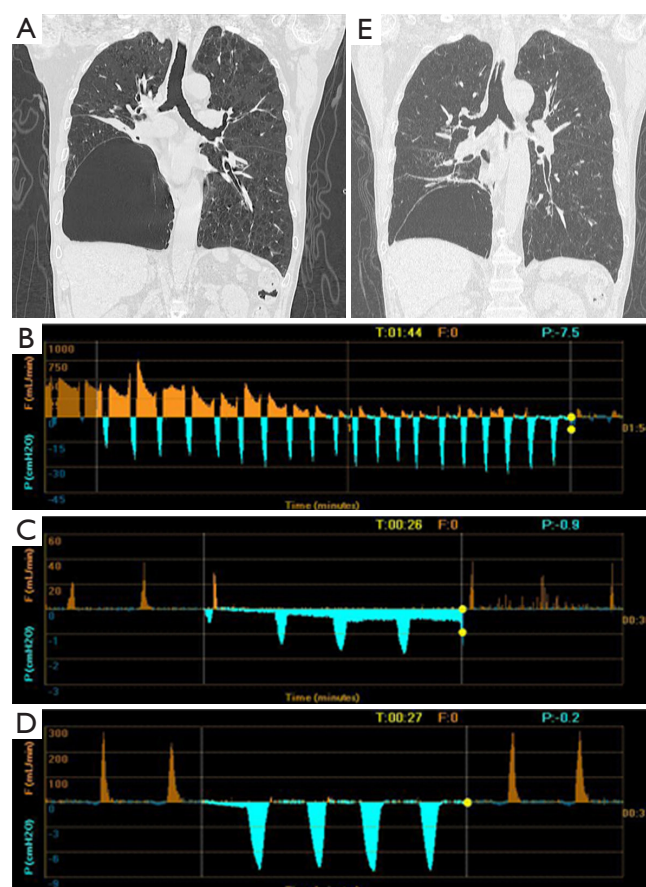 A
E
B
T:01:44 F:0 P:-7.5
1000
750
F (mL/min)
0
-15
-30
-45
P (cmH2O)
01:54
Time (minutes)
C
T:00:26 F:0 P:-0.9
60
40
20
F (mL/min)
0
-1
-2
-3
P (cmH2O)
00:3
Time (minutes)
D
T:00:27 F:0 P:-0.2
300
200
100
F (mL/min)
0
-3
-6
-9
P (cmH2O)
00:3